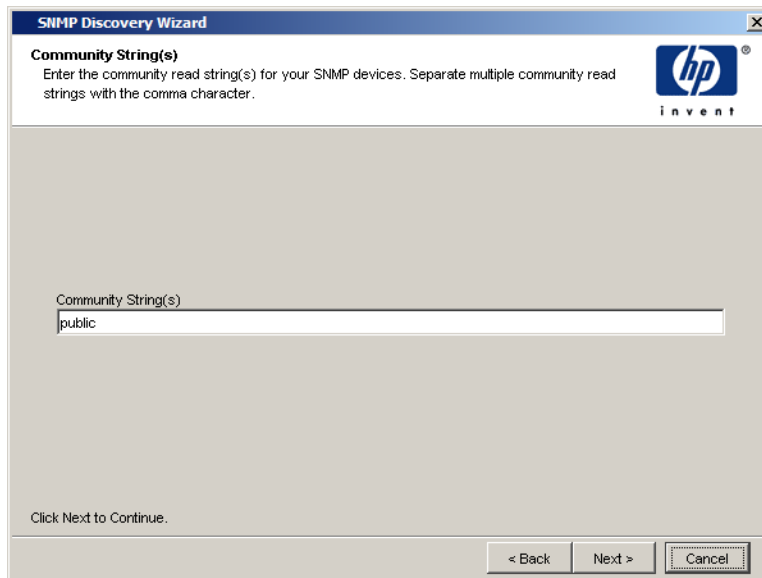 SNMP Discovery Wizard
Community String(s)
Enter the community read string(s) for your SNMP devices. Separate multiple community read
strings with the comma character.
hp
®
invent
Community String(s)
public
Click Next to Continue.
< Back
Next >
Cancel